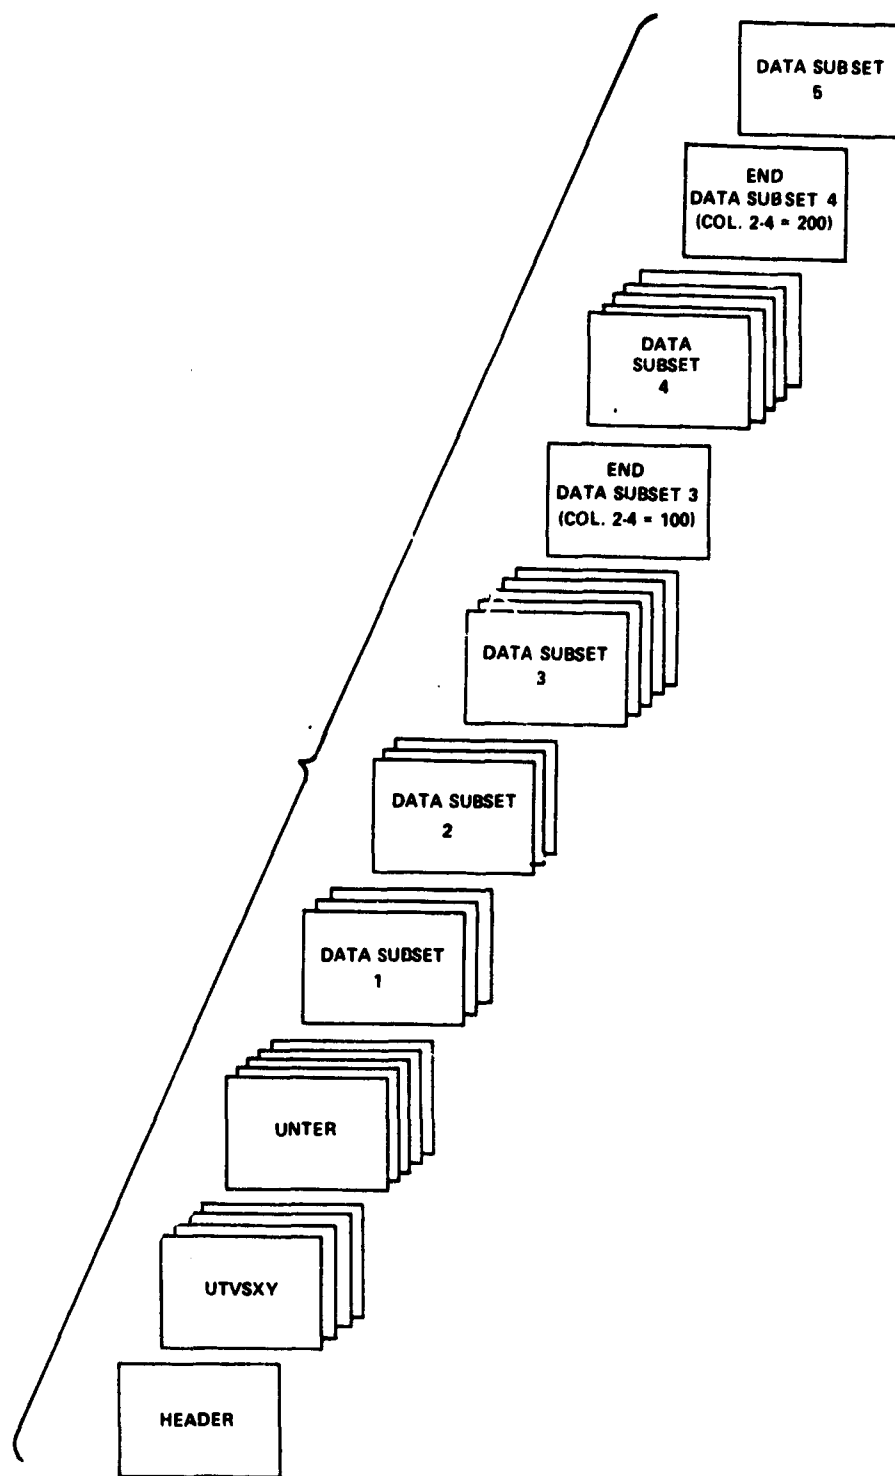 DATA SUBSET
5
END
DATA SUBSET 4
(COL. 2-4 = 200)
DATA
SUBSET
4
END
DATA SUBSET 3
(COL. 2-4 = 100)
DATA SUBSET
3
DATA SUBSET
2
DATA SUBSET
1
UNTER
UTVSXY
HEADER